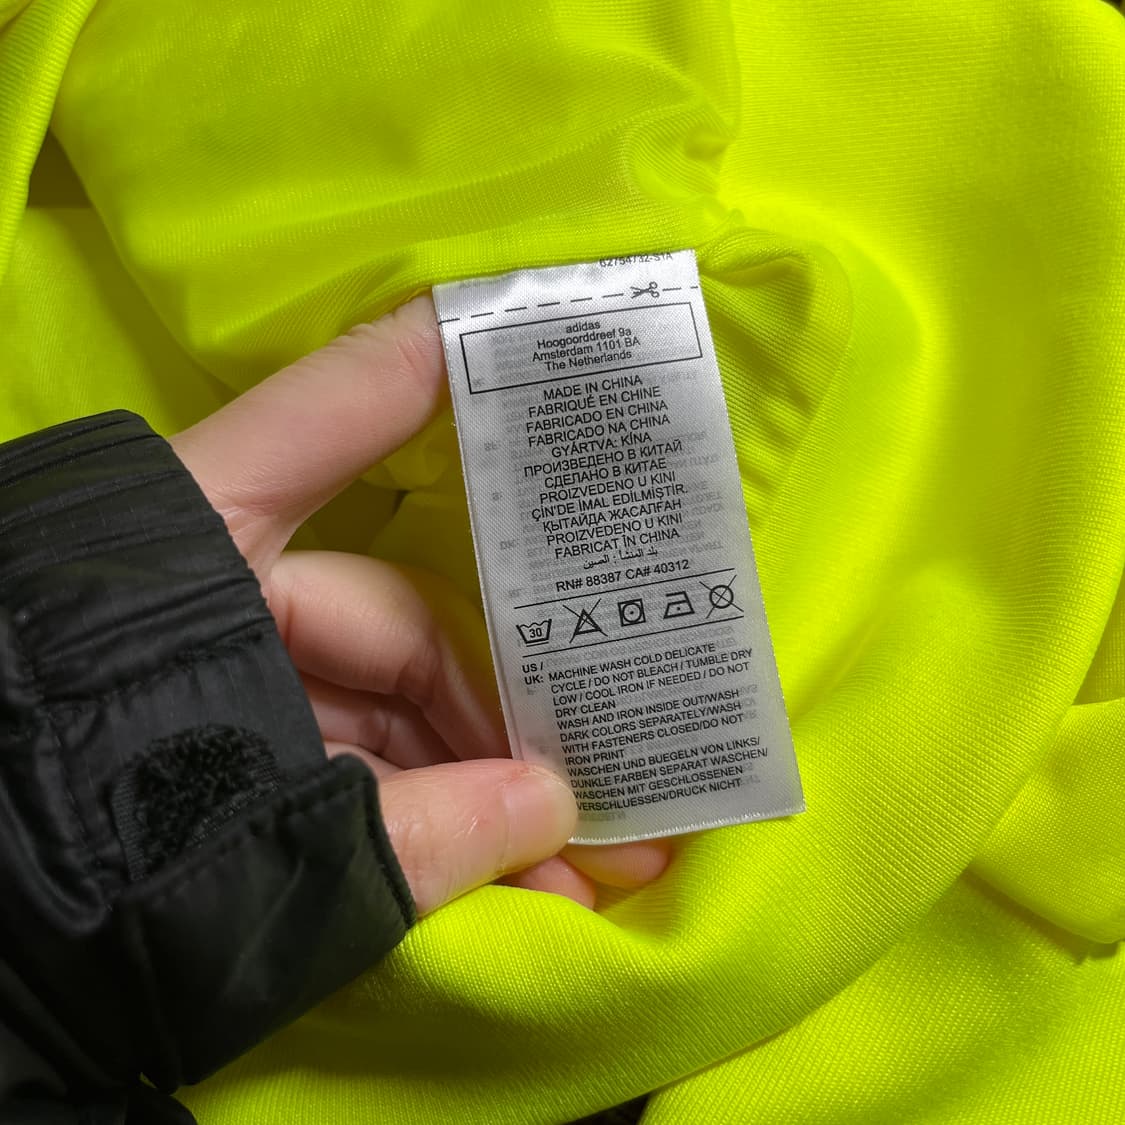 62754732-S1A
adidas
Hoogoorddreef 9a
Amsterdam 1101 BA
The Netherlands
MADE IN CHINA
FABRIQUÉ EN CHINE
FABRICADO EN CHINA
FABRICADO NA CHINA
GYÁRTVA: KÍNA
ПРОИЗВЕДЕНО В КИТАЙ
СДЕЛАНО В КИТАЕ
PROIZVEDENO U KINI
ÇİN'DE İMAL EDİLMİŞTİR.
ҚЫТАЙДА ЖАСАЛҒАН
PROIZVEDENO U KINI
FABRICAT ÎN CHINA
بلد المنشأ : الصين
RN# 88387 CA# 40312
30
US /
UK: MACHINE WASH COLD DELICATE
CYCLE / DO NOT BLEACH / TUMBLE DRY
LOW / COOL IRON IF NEEDED / DO NOT
DRY CLEAN
WASH AND IRON INSIDE OUT/WASH
DARK COLORS SEPARATELY/WASH
WITH FASTENERS CLOSED/DO NOT
IRON PRINT
WASCHEN UND BUEGELN VON LINKS/
DUNKLE FARBEN SEPARAT WASCHEN/
WASCHEN MIT GESCHLOSSENEN
VERSCHLUESSEN/DRUCK NICHT